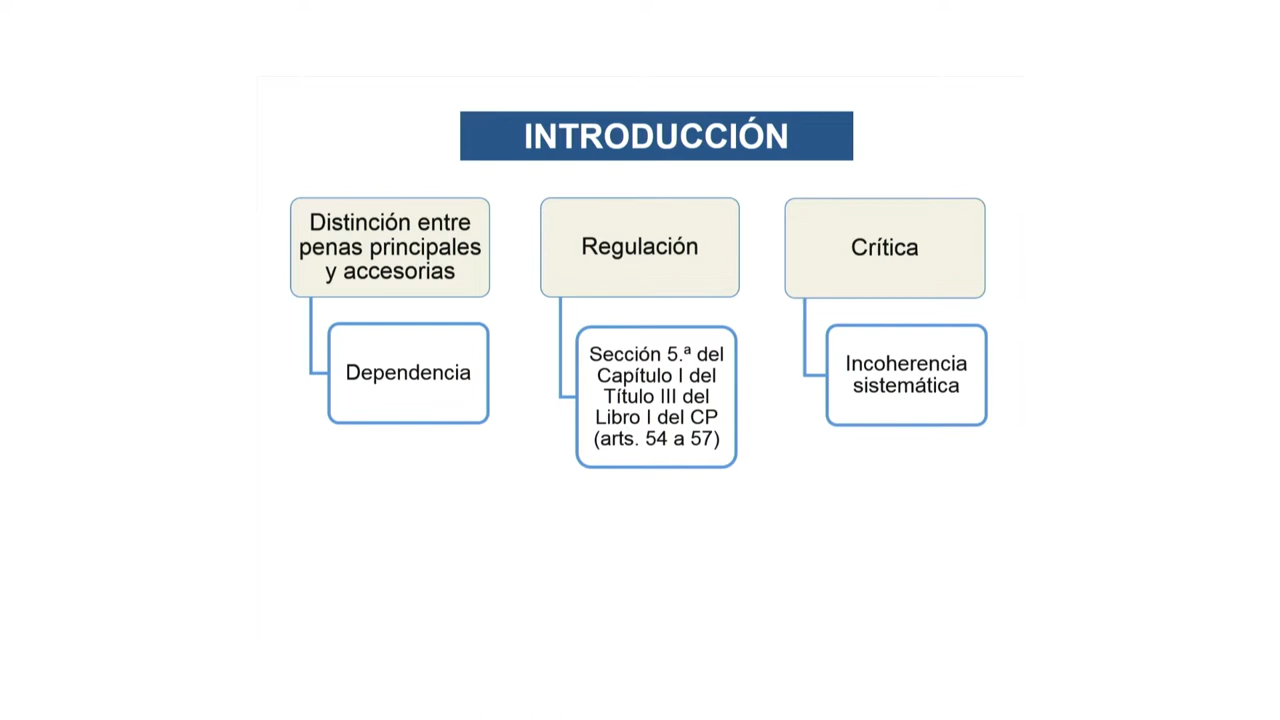 INTRODUCCIÓN
Distinción entre
penas principales
y accesorias
Dependencia
Regulación
Sección 5.ª del
Capítulo I del
Título III del
Libro I del CP
(arts. 54 a 57)
Crítica
Incoherencia
sistemática